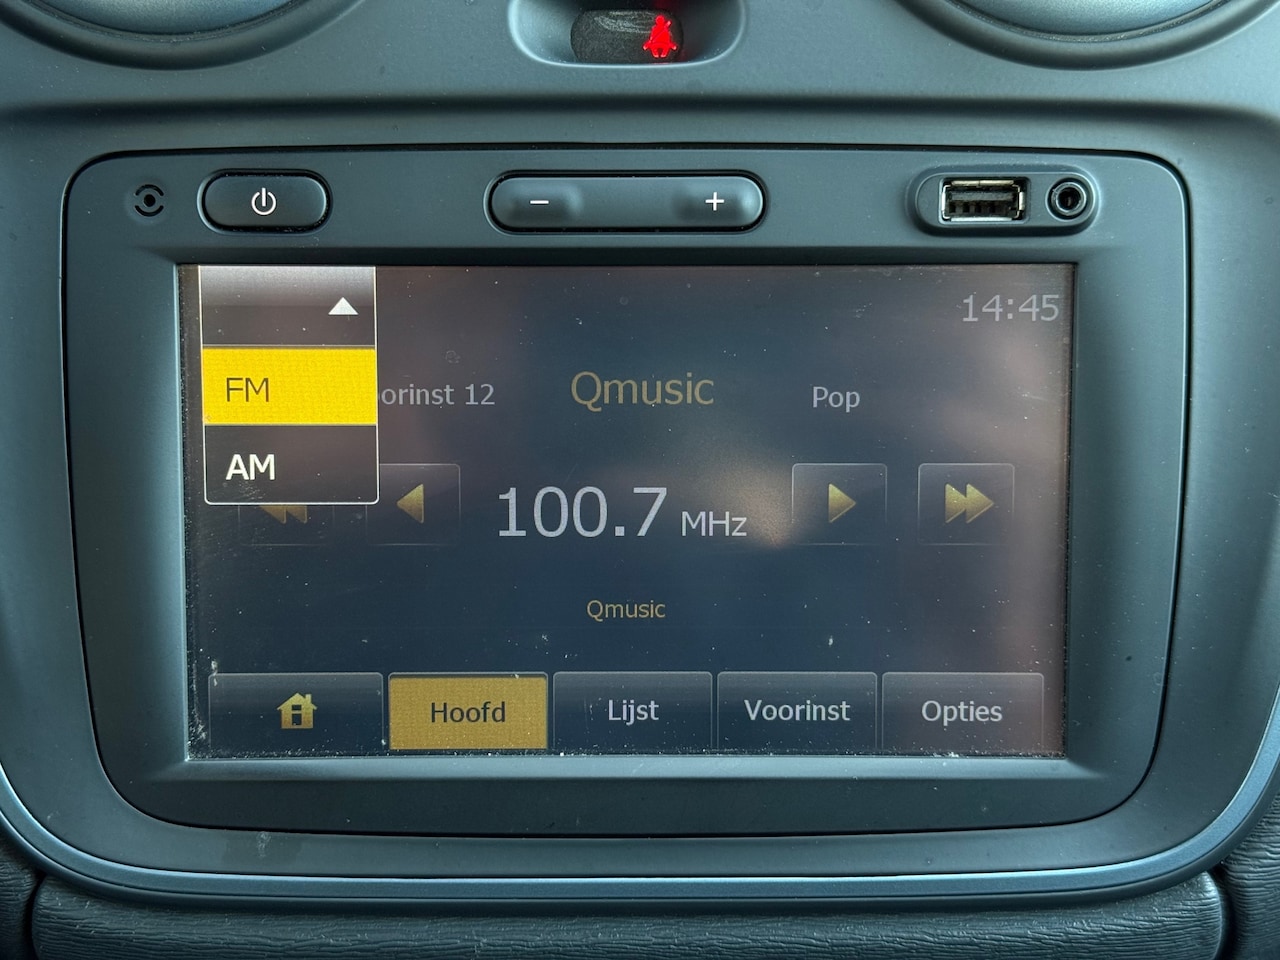 14:45
FM
orinst 12
Qmusic
Pop
AM
100.7 MHz
Qmusic
Hoofd
Lijst
Voorinst
Opties